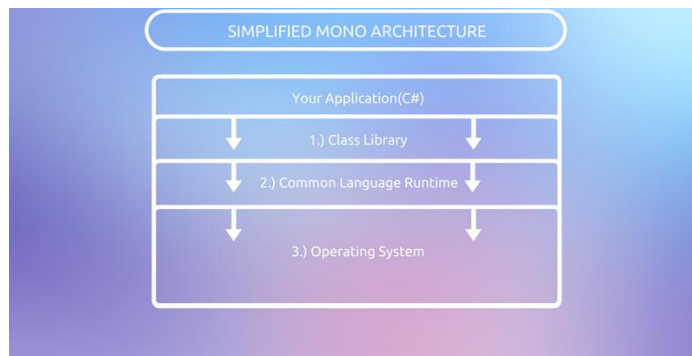 SIMPLIFIED MONO ARCHITECTURE
Your Application(C#)
1.) Class Library
2.) Common Language Runtime
3.) Operating System